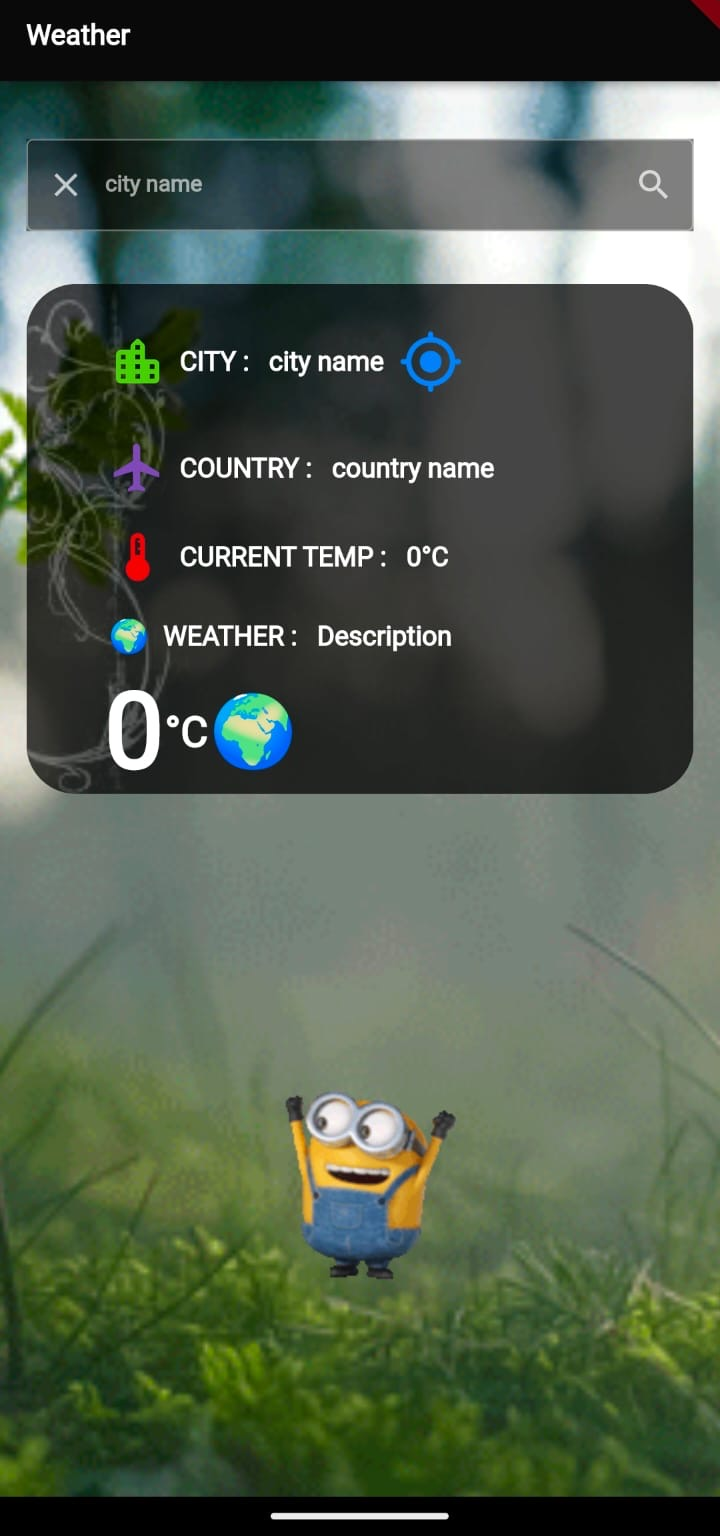 Weather
city name
CITY : city name
COUNTRY : country name
CURRENT TEMP : 0°C
WEATHER : Description
0°C